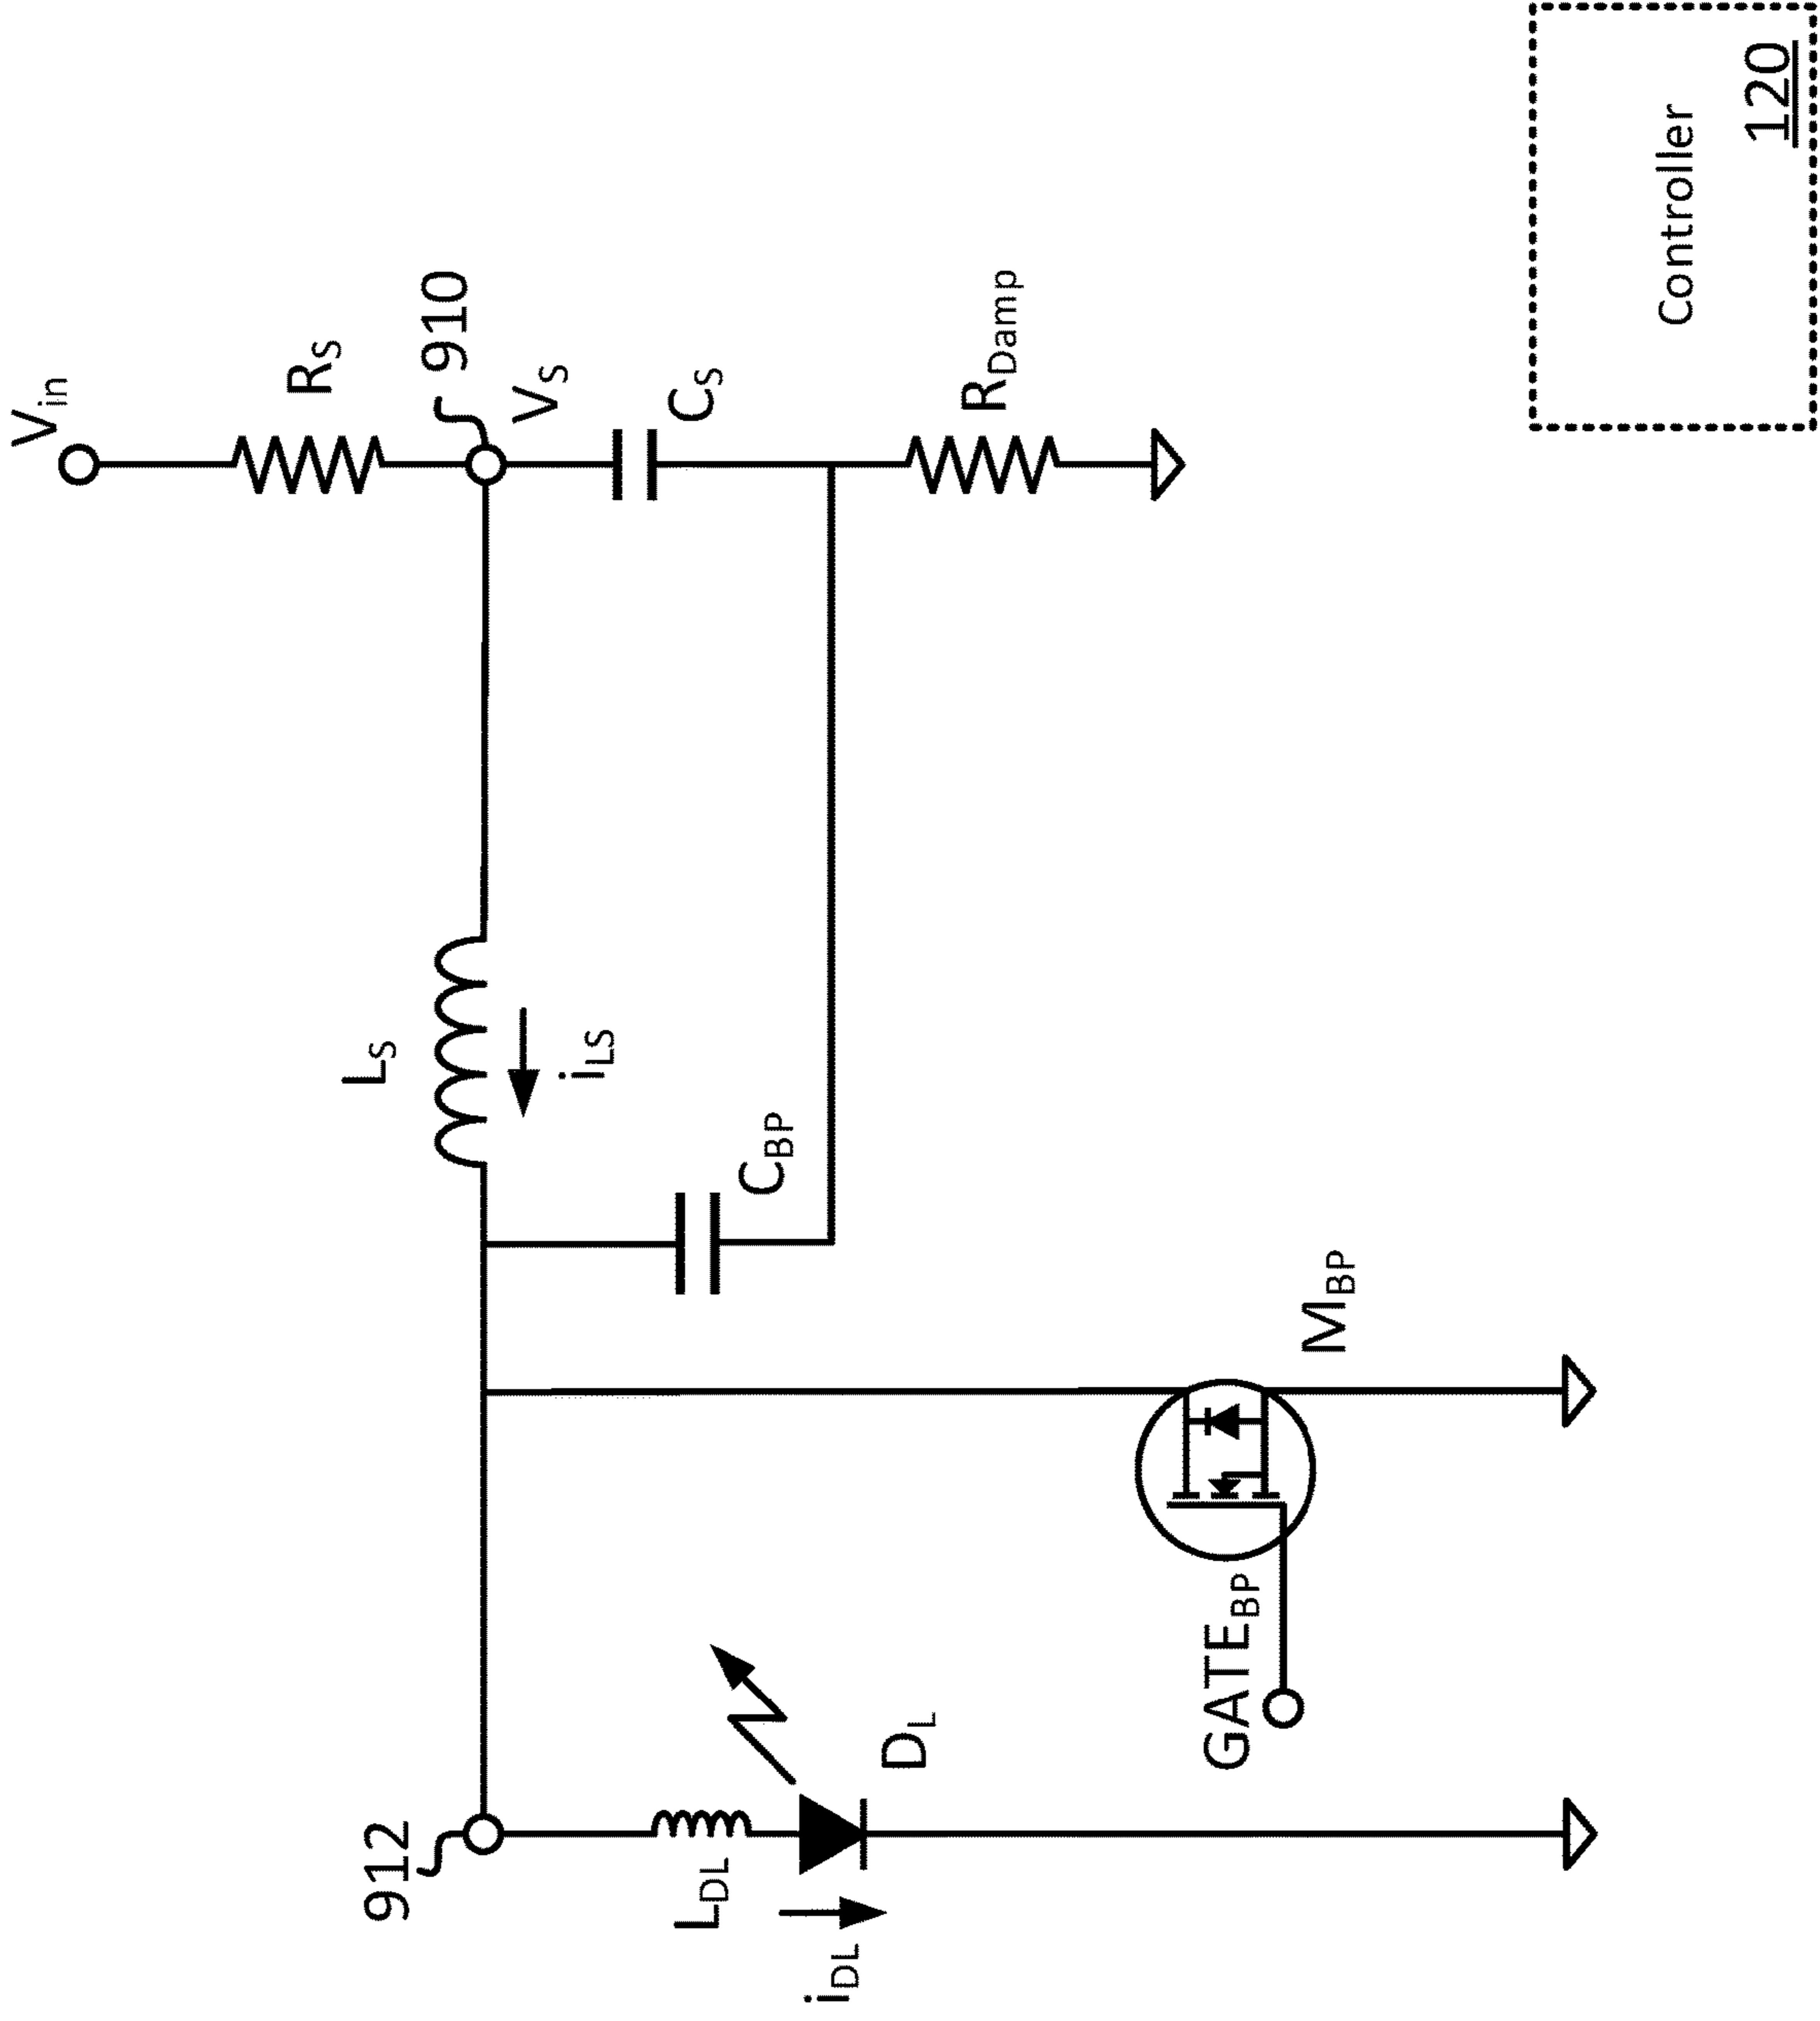 Vin
RS
910
VS
CS
RDamp
LS
iLS
CBP
MBP
GATEBP
912
LDL
DL
iDL
Controller
120